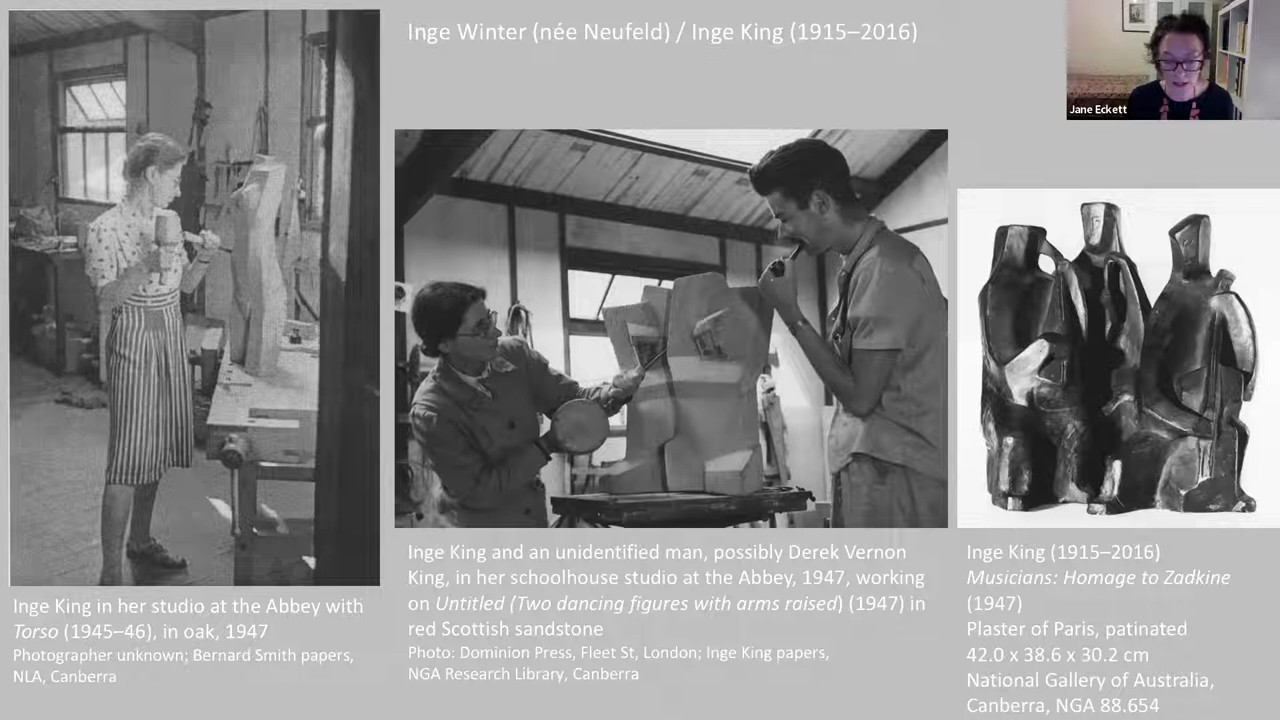 Inge Winter (née Neufeld) / Inge King (1915–2016)
Jane Eckett
Inge King in her studio at the Abbey with
Torso (1945–46), in oak, 1947
Photographer unknown; Bernard Smith papers,
NLA, Canberra
Inge King and an unidentified man, possibly Derek Vernon
King, in her schoolhouse studio at the Abbey, 1947, working
on Untitled (Two dancing figures with arms raised) (1947) in
red Scottish sandstone
Photo: Dominion Press, Fleet St, London; Inge King papers,
NGA Research Library, Canberra
Inge King (1915–2016)
Musicians: Homage to Zadkine
(1947)
Plaster of Paris, patinated
42.0 x 38.6 x 30.2 cm
National Gallery of Australia,
Canberra, NGA 88.654